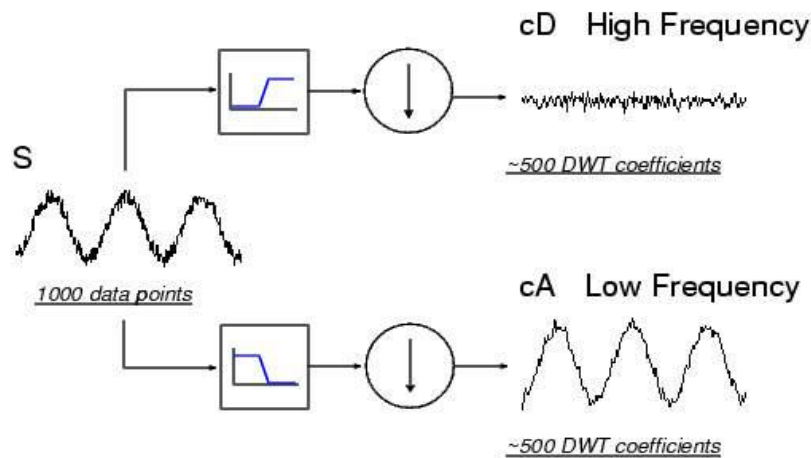 cD High Frequency
~500 DWT coefficients
S
1000 data points
cA Low Frequency
~500 DWT coefficients